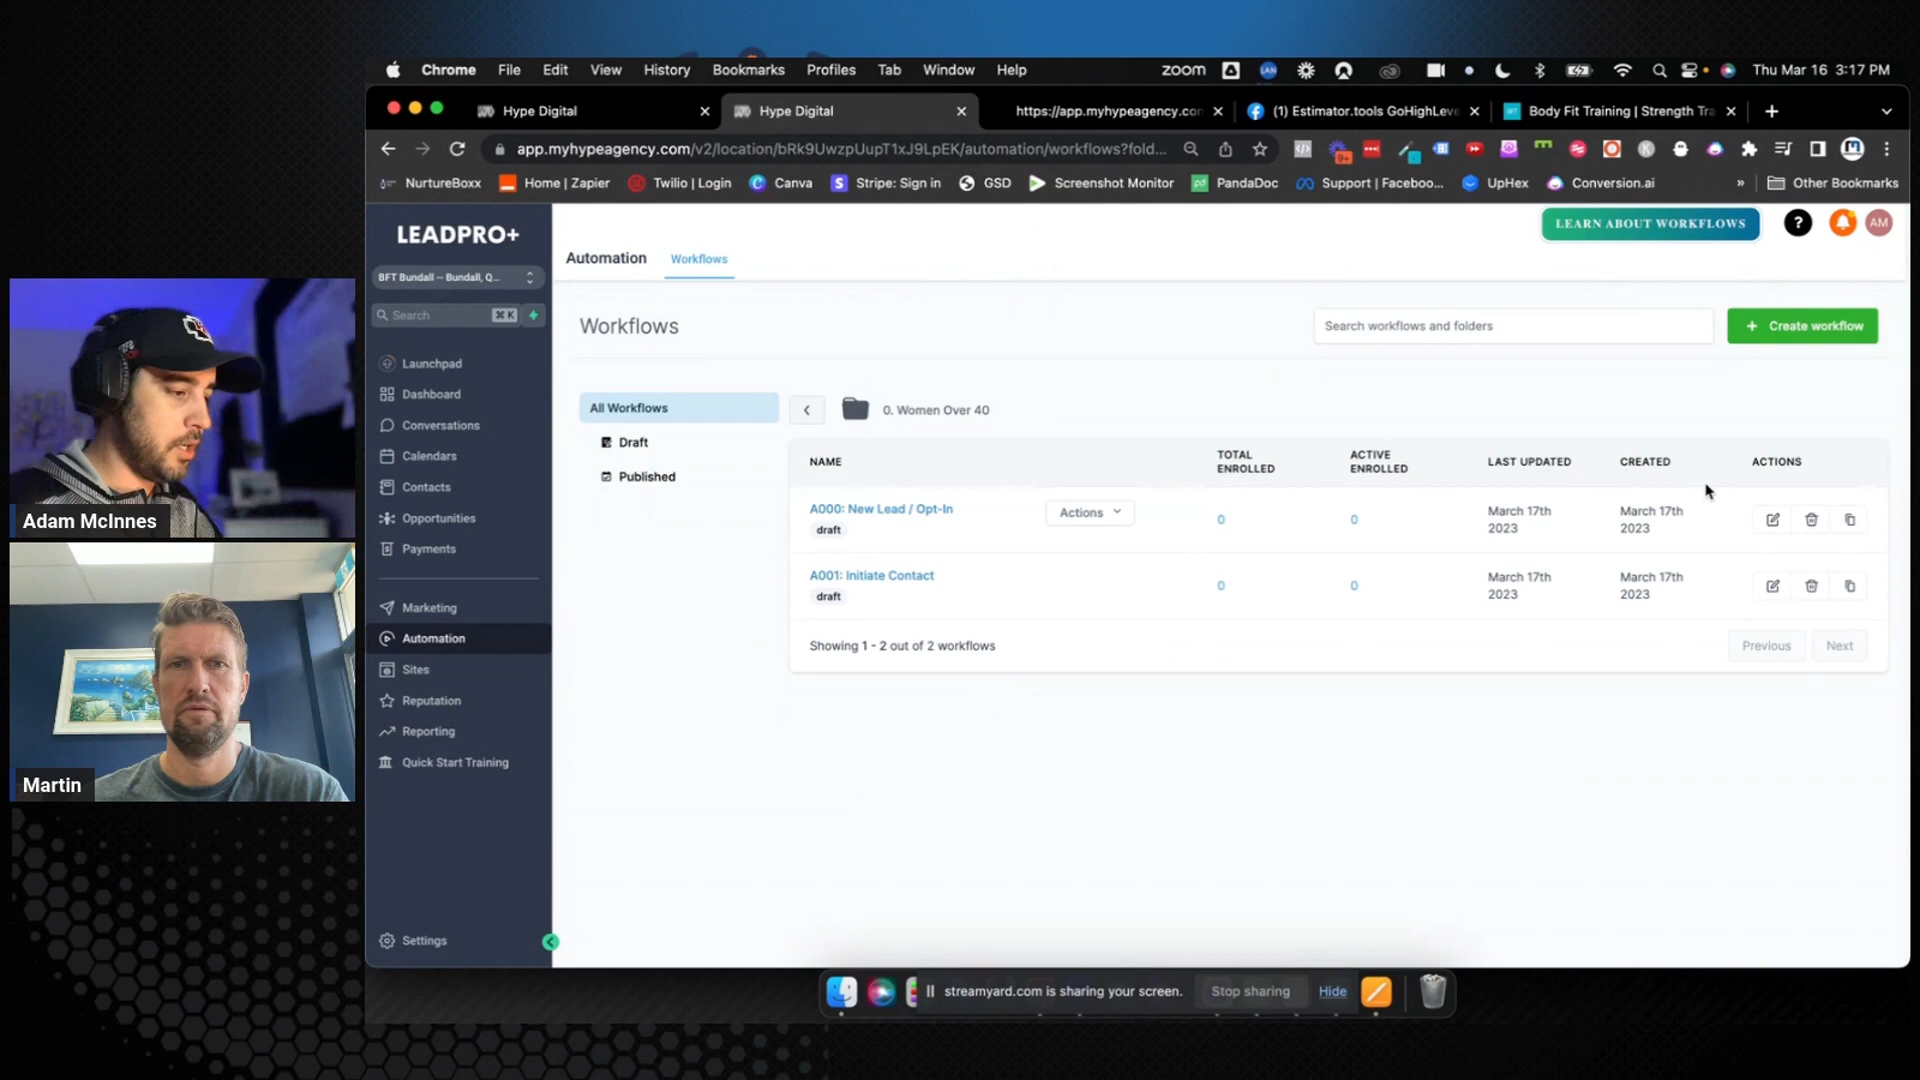 Chrome File Edit View History Bookmarks Profiles Tab Window Help
zoom LAN Thu Mar 16 3:17 PM
Hype Digital
Hype Digital
https://app.myhypeagency.con
(1) Estimator.tools GoHighLeve
Body Fit Training | Strength Tra
app.myhypeagency.com/v2/location/bRk9UwzpUupT1xJ9LpEK/automation/workflows?fold...
9+
NurtureBoxx Home | Zapier Twilio | Login Canva Stripe: Sign in GSD Screenshot Monitor PandaDoc Support | Faceboo... UpHex Conversion.ai » Other Bookmarks
LEADPRO+
BFT Bundall -- Bundall, Q...
Search ⌘ K
Launchpad
Dashboard
Conversations
Calendars
Contacts
Opportunities
Payments
Marketing
Automation
Sites
Reputation
Reporting
Quick Start Training
Settings
Automation Workflows
LEARN ABOUT WORKFLOWS ? AM
Workflows
Search workflows and folders
+ Create workflow
All Workflows
Draft
Published
0. Women Over 40
NAME TOTAL ENROLLED ACTIVE ENROLLED LAST UPDATED CREATED ACTIONS
A000: New Lead / Opt-In
draft
Actions
0 0 March 17th 2023 March 17th 2023
A001: Initiate Contact
draft
0 0 March 17th 2023 March 17th 2023
Showing 1 - 2 out of 2 workflows
Previous Next
Adam McInnes
Martin
streamyard.com is sharing your screen. Stop sharing Hide